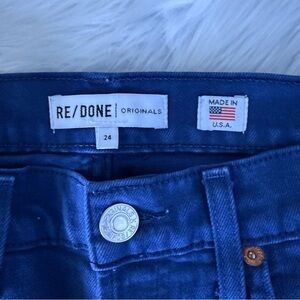 RE/DONE | ORIGINALS
24
MADE IN
U.S.A.